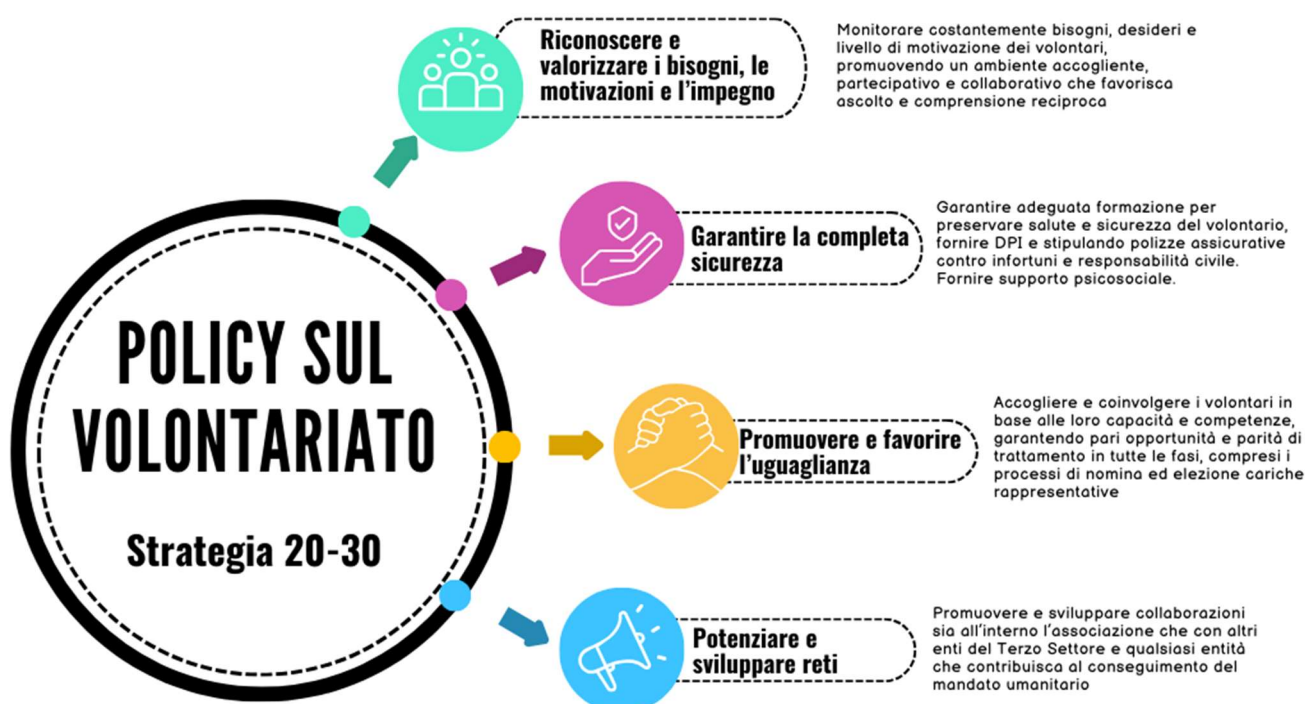 POLICY SUL
VOLONTARIATO
Strategia 20-30
Riconoscere e
valorizzare i bisogni, le
motivazioni e l'impegno
Monitorare costantemente bisogni, desideri e
livello di motivazione dei volontari,
promuovendo un ambiente accogliente,
partecipativo e collaborativo che favorisca
ascolto e comprensione reciproca
Garantire la completa
sicurezza
Garantire adeguata formazione per
preservare salute e sicurezza del volontario,
fornire DPI e stipulando polizze assicurative
contro infortuni e responsabilità civile.
Fornire supporto psicosociale.
Promuovere e favorire
l'uguaglianza
Accogliere e coinvolgere i volontari in
base alle loro capacità e competenze,
garantendo pari opportunità e parità di
trattamento in tutte le fasi, compresi i
processi di nomina ed elezione cariche
rappresentative
Potenziare e
sviluppare reti
Promuovere e sviluppare collaborazioni
sia all'interno l'associazione che con altri
enti del Terzo Settore e qualsiasi entità
che contribuisca al conseguimento del
mandato umanitario